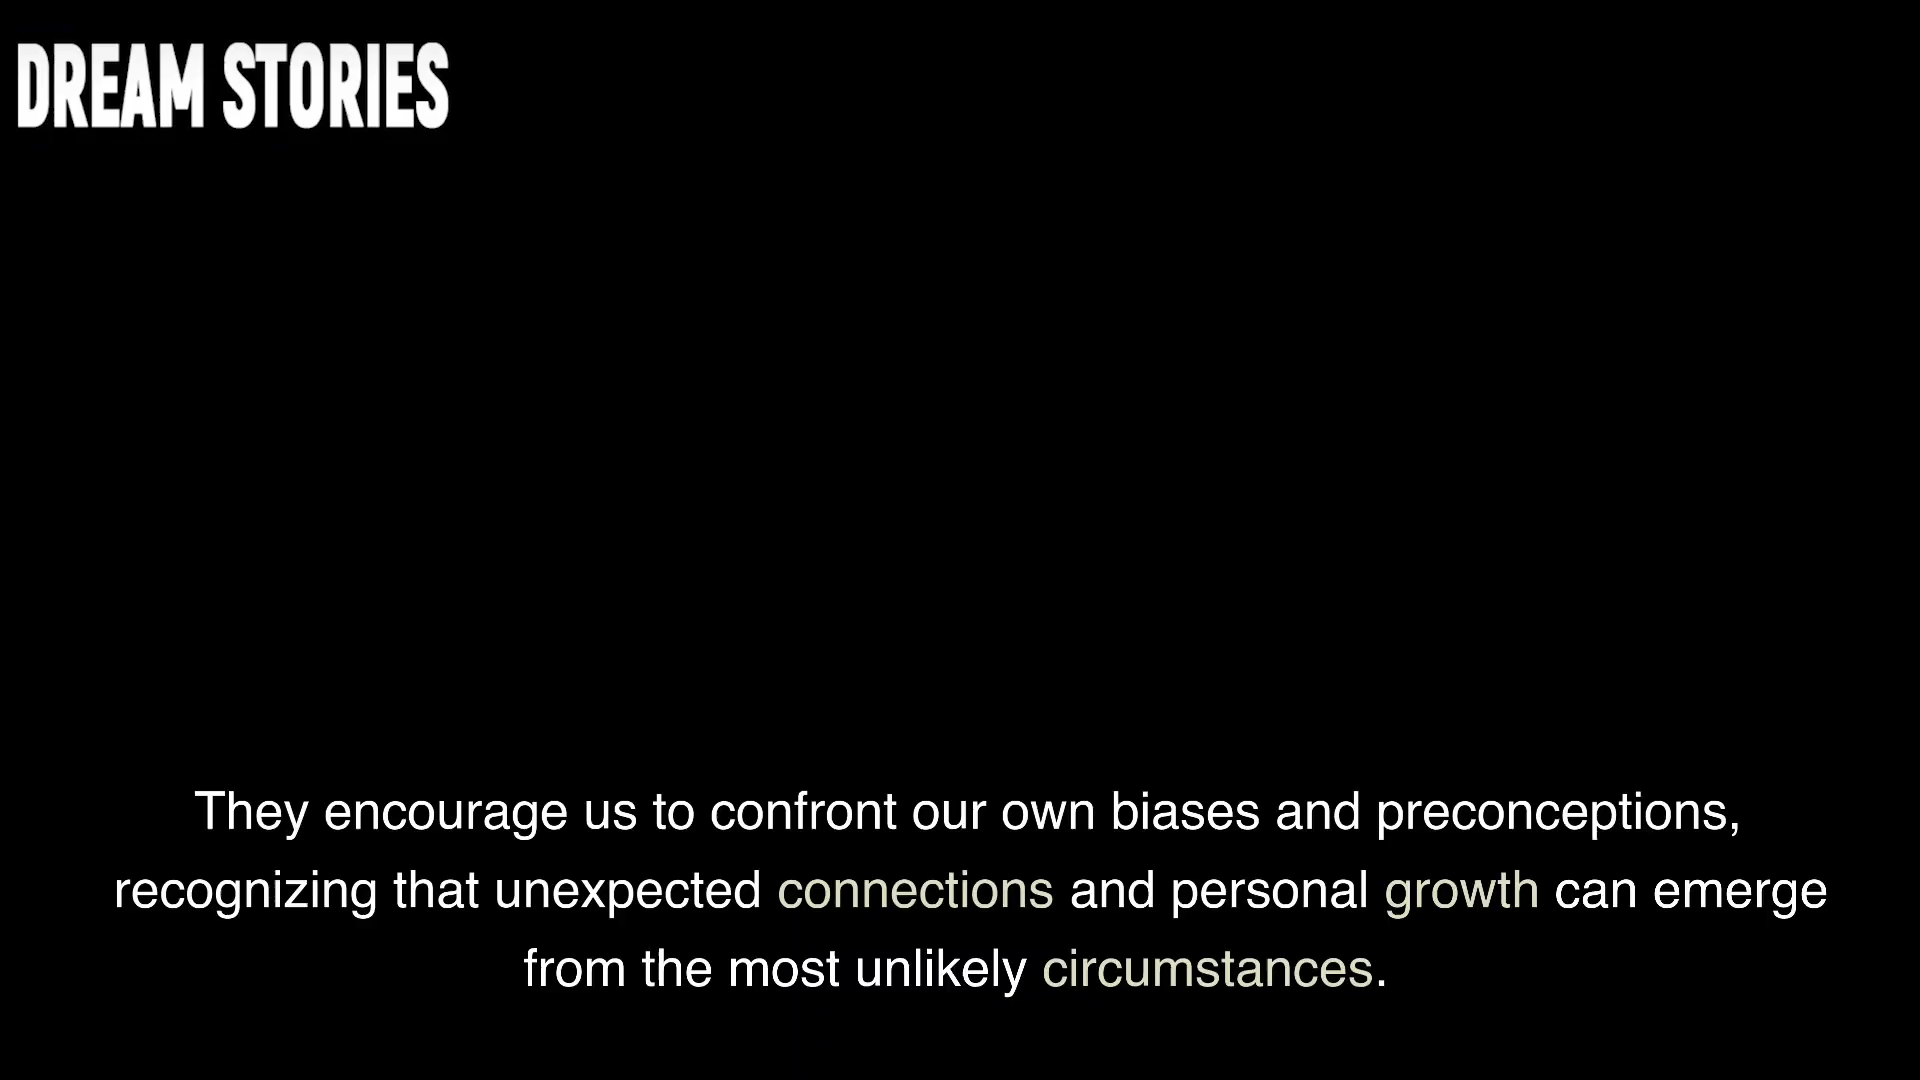 DREAM STORIES
They encourage us to confront our own biases and preconceptions,
recognizing that unexpected connections and personal growth can emerge
from the most unlikely circumstances.